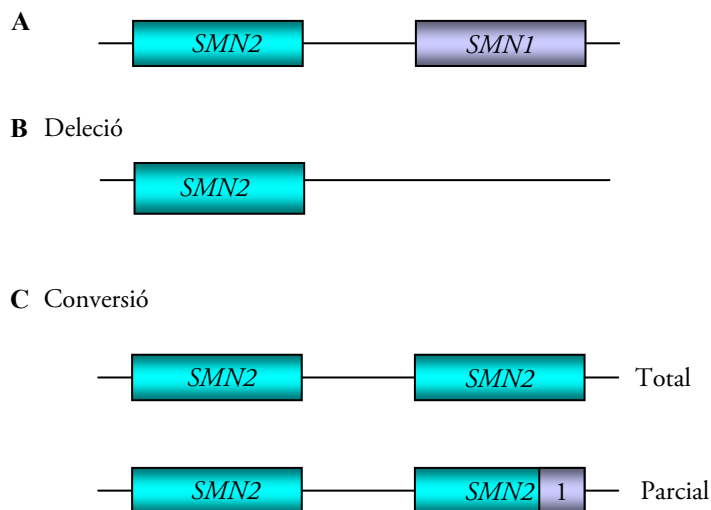 A
SMN2 SMN1
B Deleció
SMN2
C Conversió
SMN2 SMN2 Total
SMN2 SMN2 1 Parcial